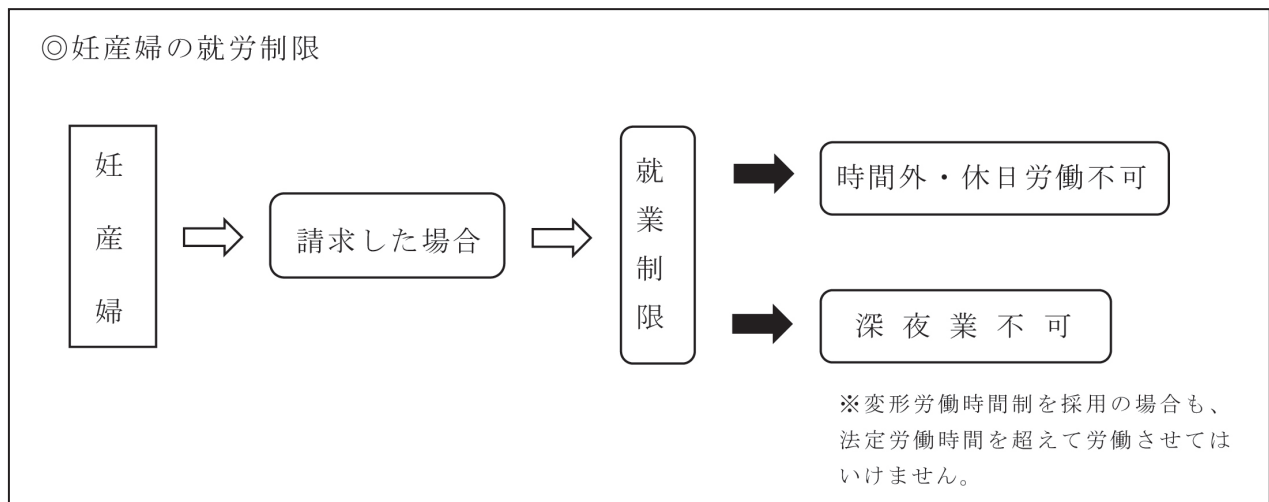 ◎妊産婦の就労制限
妊産婦
請求した場合
就業制限
時間外・休日労働不可
深夜業不可
※変形労働時間制を採用の場合も、
法定労働時間を超えて労働させては
いけません。